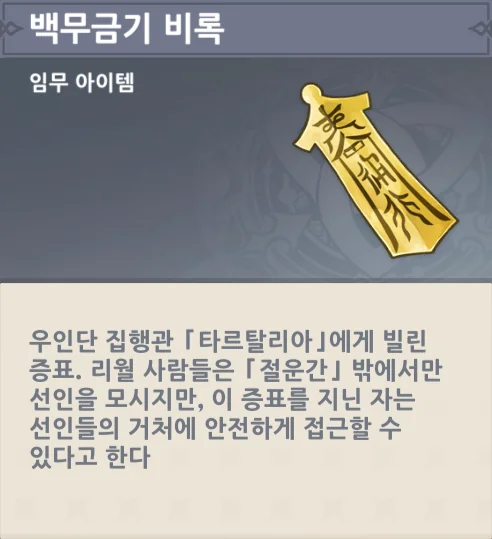 백무금기 비록
임무 아이템
우인단 집행관 「타르탈리아」에게 빌린
증표. 리월 사람들은 「절운간」 밖에서만
선인을 모시지만, 이 증표를 지닌 자는
선인들의 거처에 안전하게 접근할 수
있다고 한다